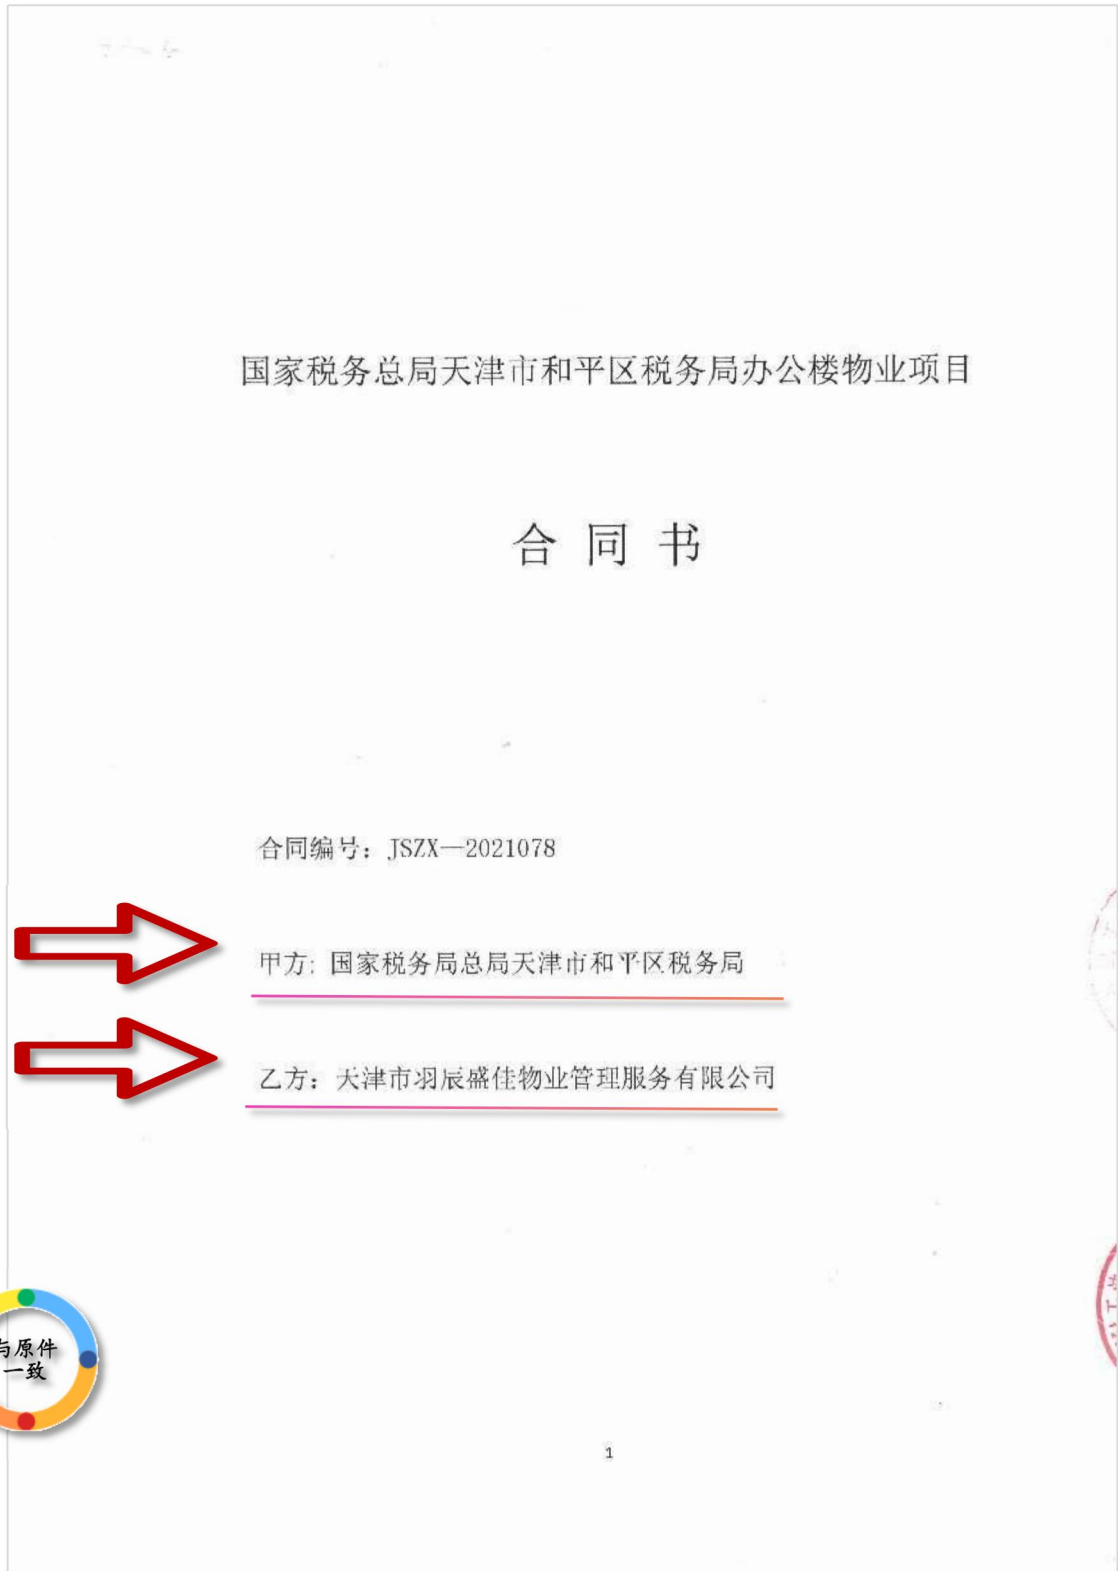 国家税务总局天津市和平区税务局办公楼物业项目
合同书
合同编号：JSZX—2021078
甲方：国家税务局总局天津市和平区税务局
乙方：天津市羽辰盛佳物业管理服务有限公司
与原件
一致
1